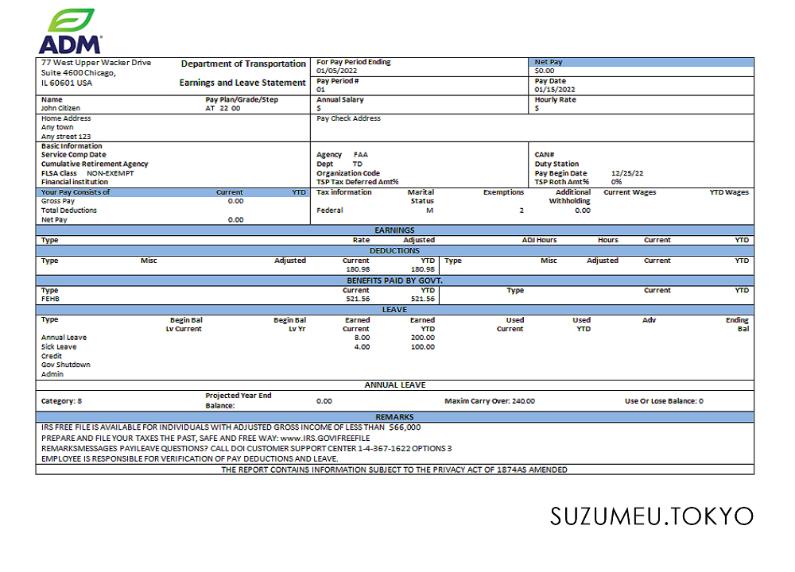 ADM
77 West Upper Wacker Drive
Suite 4600 Chicago,
IL 60601 USA
Department of Transportation
Earnings and Leave Statement
For Pay Period Ending
01/05/2022
Pay Period #
01
Net Pay
$0.00
Pay Date
01/15/2022
Name
John Citizen
Pay Plan/Grade/Step
AT 22 00
Annual Salary
$
Hourly Rate
$
Home Address
Any town
Any street 123
Pay Check Address
Basic Information
Service Comp Date
Cumulative Retirement Agency
FLSA Class NON-EXEMPT
Financial institution
Agency FAA
Dept TD
Organization Code
TSP Tax Deferred Amt%
CAN#
Duty Station
Pay Begin Date 12/25/22
TSP Roth Amt% 0%
Your Pay Consists of Current YTD
Gross Pay 0.00
Total Deductions
Net Pay 0.00
Tax information Marital Exemptions Additional Current Wages YTD Wages
Status Withholding
Federal M 2 0.00
EARNINGS
Type Rate Adjusted ADJ Hours Hours Current YTD
DEDUCTIONS
Type Misc Adjusted Current YTD Type Misc Adjusted Current YTD
180.98 180.98
BENEFITS PAID BY GOVT.
Type Current YTD Type Current YTD
FEHB 521.56 521.56
LEAVE
Type Begin Bal Begin Bal Earned Earned Used Used Adv Ending
Lv Current Lv Yr Current YTD Current YTD Bal
Annual Leave 8.00 200.00
Sick Leave 4.00 100.00
Credit
Gov Shutdown
Admin
ANNUAL LEAVE
Category: 8 Projected Year End Balance: 0.00 Maxim Carry Over: 240.00 Use Or Lose Balance: 0
REMARKS
IRS FREE FILE IS AVAILABLE FOR INDIVIDUALS WITH ADJUSTED GROSS INCOME OF LESS THAN $66,000
PREPARE AND FILE YOUR TAXES THE PAST, SAFE AND FREE WAY: www.IRS.GOVIFREEFILE
REMARKSMESSAGES PAYILEAVE QUESTIONS? CALL DOI CUSTOMER SUPPORT CENTER 1-4-367-1622 OPTIONS 3
EMPLOYEE IS RESPONSIBLE FOR VERIFICATION OF PAY DEDUCTIONS AND LEAVE.
THE REPORT CONTAINS INFORMATION SUBJECT TO THE PRIVACY ACT OF 1874AS AMENDED
SUZUMEU.TOKYO